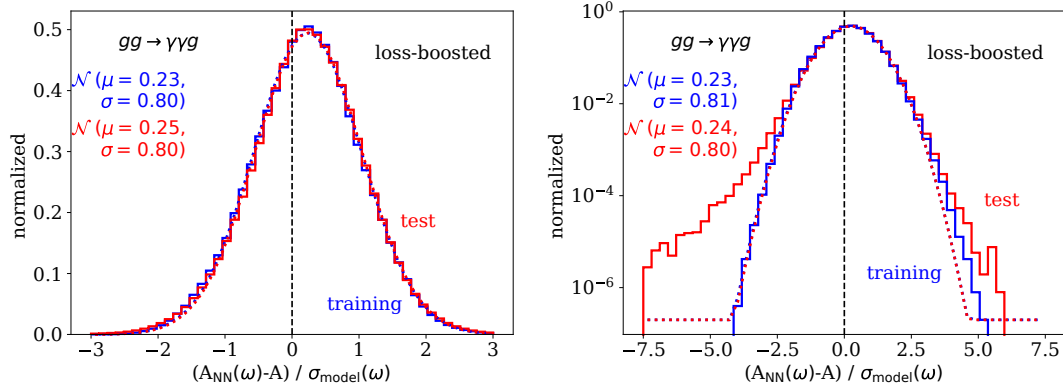 gg → γγg
loss-boosted
𝒩 (μ = 0.23,
σ = 0.80)
𝒩 (μ = 0.25,
σ = 0.80)
test
training
normalized
0.5
0.4
0.3
0.2
0.1
0.0
−3
−2
−1
0
1
2
3
(A_NN(ω)-A) / σ_model(ω)
gg → γγg
loss-boosted
𝒩 (μ = 0.23,
σ = 0.81)
𝒩 (μ = 0.24,
σ = 0.80)
test
training
normalized
10⁰
10⁻²
10⁻⁴
10⁻⁶
−7.5
−5.0
−2.5
0.0
2.5
5.0
7.5
(A_NN(ω)-A) / σ_model(ω)